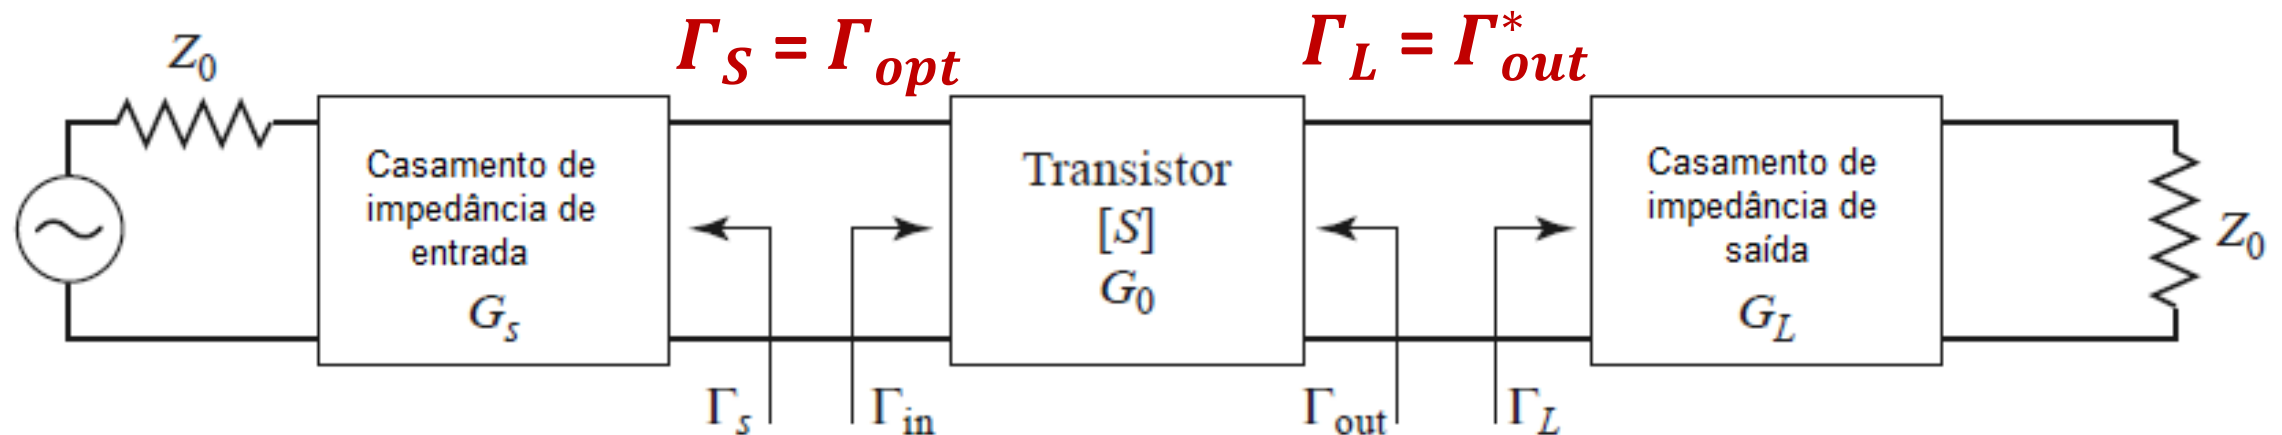 Γ_S = Γ_opt
Γ_L = Γ*_out
Z_0
Casamento de
impedância de
entrada
G_s
Transistor
[S]
G_0
Casamento de
impedância de
saída
G_L
Z_0
Γ_s
Γ_in
Γ_out
Γ_L